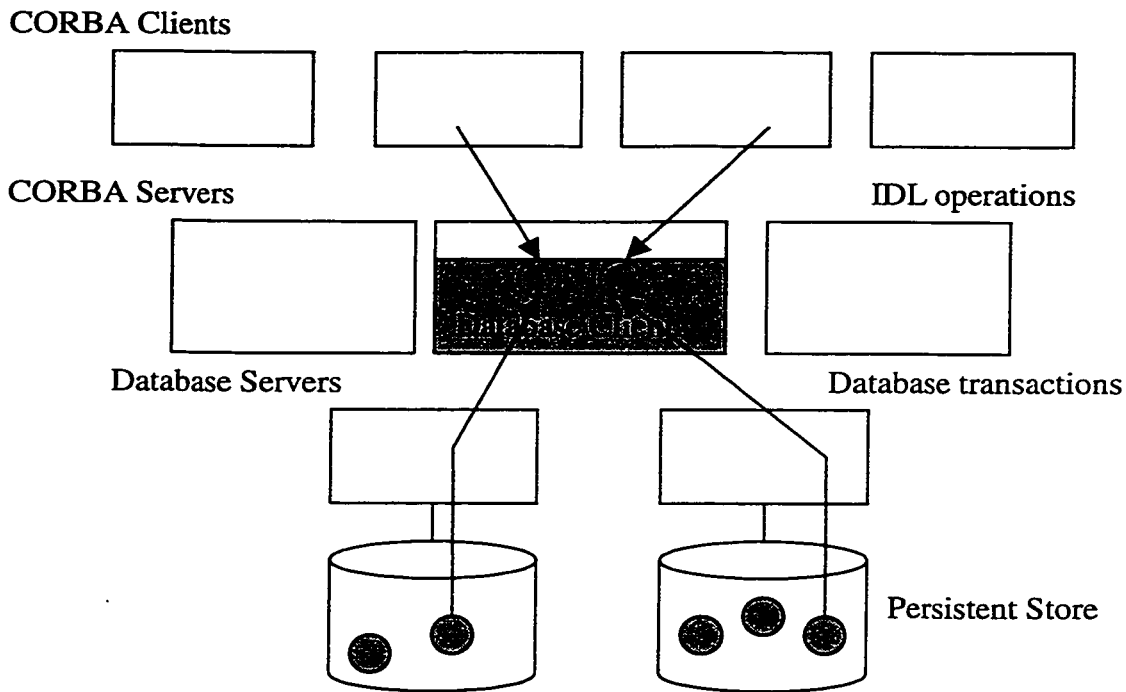 CORBA Clients
CORBA Servers
IDL operations
Database Client
Database Servers
Database transactions
Persistent Store